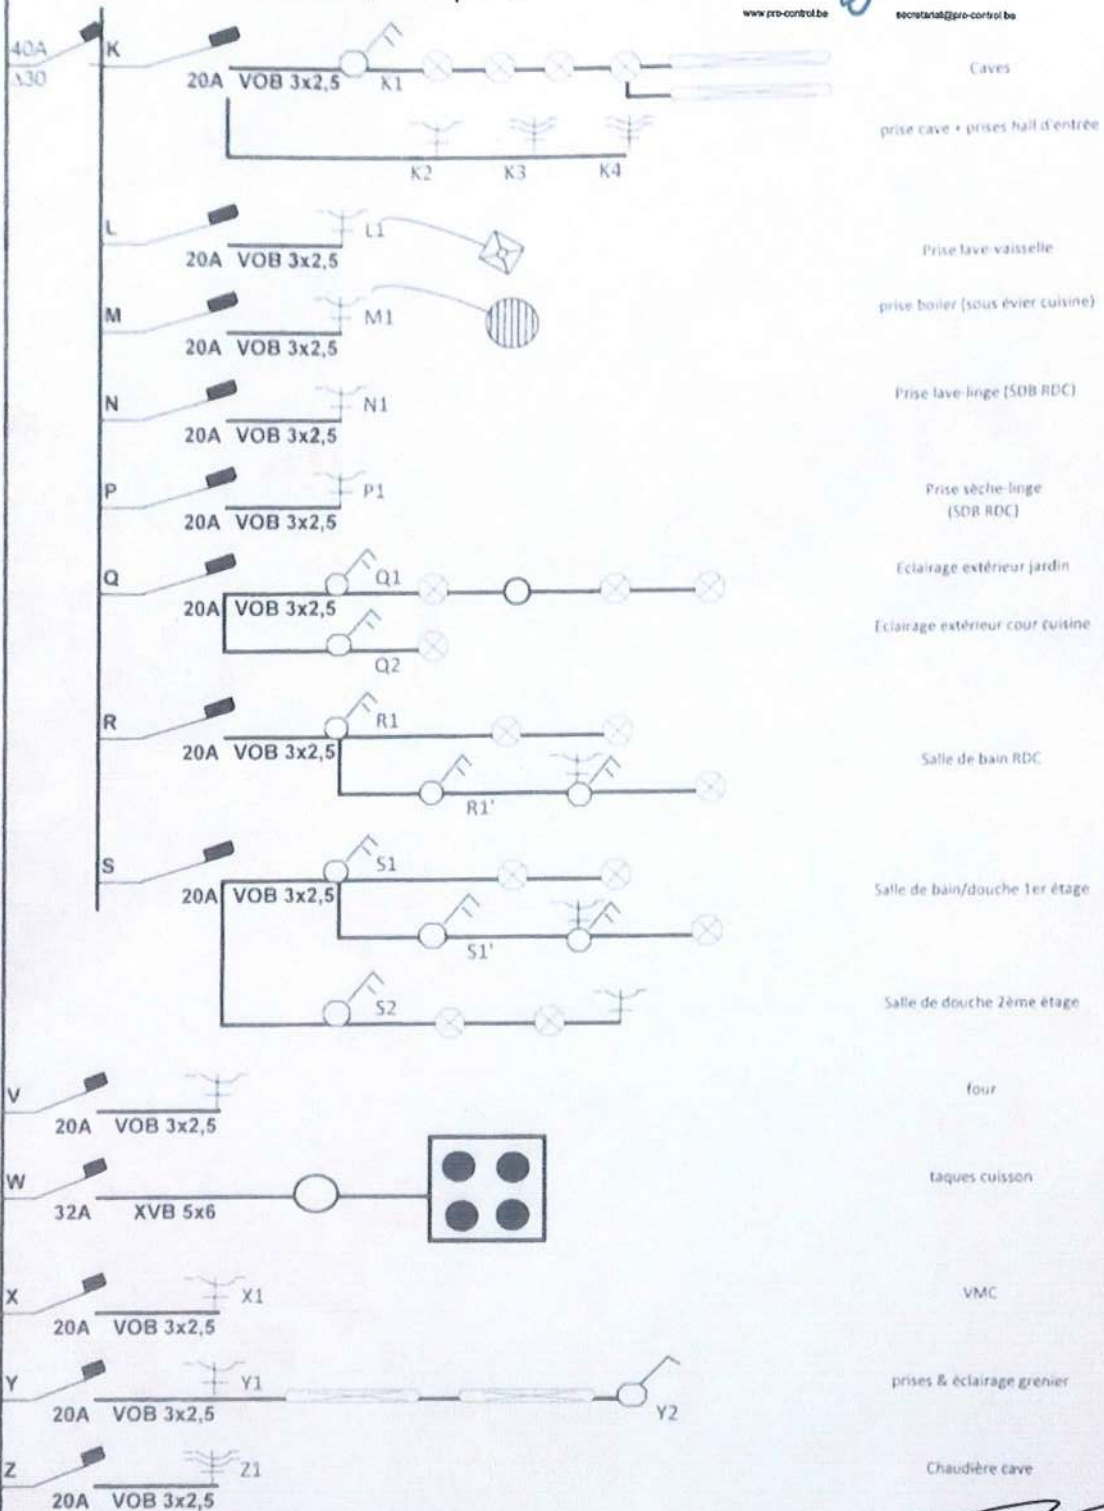 www.pro-control.be
secretariat@pro-control.be
40A
Δ30
K
20A VOB 3x2,5
K1
Caves
K2
K3
K4
prise cave + prises hall d'entrée
L
20A VOB 3x2,5
L1
Prise lave-vaisselle
M
20A VOB 3x2,5
M1
prise boiler (sous évier cuisine)
N
20A VOB 3x2,5
N1
Prise lave-linge (SDB RDC)
P
20A VOB 3x2,5
P1
Prise sèche-linge
(SDB RDC)
Q
20A VOB 3x2,5
Q1
Eclairage extérieur jardin
Q2
Eclairage extérieur cour cuisine
R
20A VOB 3x2,5
R1
R1'
Salle de bain RDC
S
20A VOB 3x2,5
S1
S1'
Salle de bain/douche 1er étage
S2
Salle de douche 2ème étage
V
20A VOB 3x2,5
four
W
32A XVB 5x6
taques cuisson
X
20A VOB 3x2,5
X1
VMC
Y
20A VOB 3x2,5
Y1
Y2
prises & éclairage grenier
Z
20A VOB 3x2,5
Z1
Chaudière cave